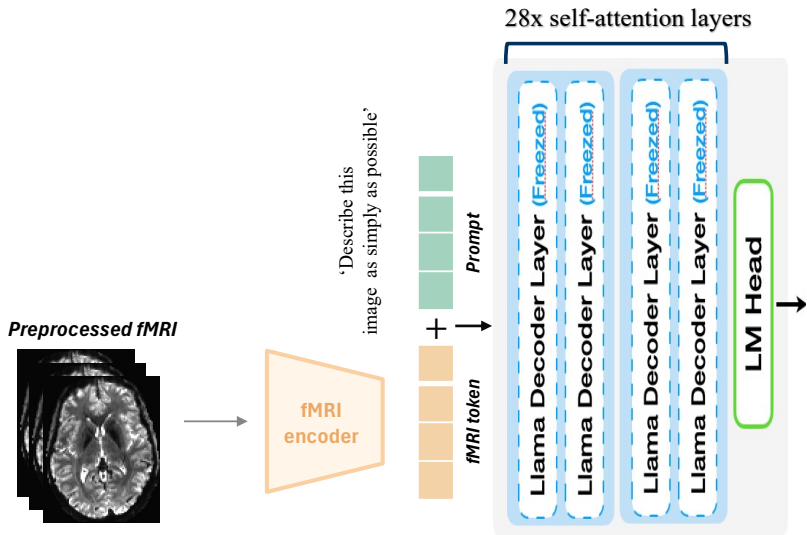 28x self-attention layers
'Describe this
image as simply as possible'
Prompt
+
fMRI token
Preprocessed fMRI
fMRI
encoder
Llama Decoder Layer (Freezed)
Llama Decoder Layer (Freezed)
Llama Decoder Layer (Freezed)
Llama Decoder Layer (Freezed)
LM Head